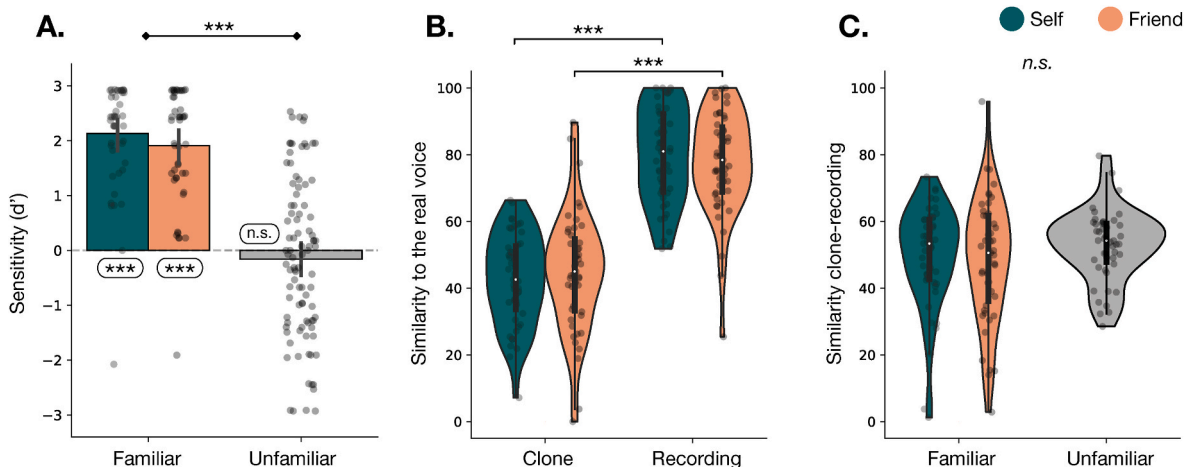 A.
***
Sensitivity (d')
3
2
1
0
−1
−2
−3
n.s.
***
***
Familiar
Unfamiliar
B.
***
***
Similarity to the real voice
100
80
60
40
20
0
Clone
Recording
Self
Friend
C.
n.s.
Similarity clone-recording
100
80
60
40
20
0
Familiar
Unfamiliar